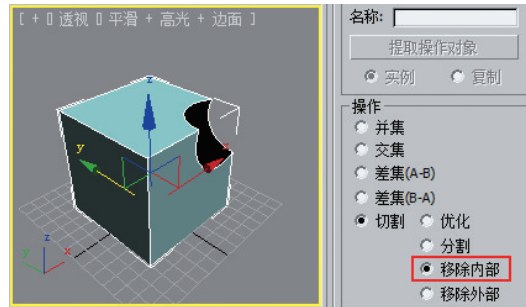 [ + 0 透视 0 平滑 + 高光 + 边面 ]
z
y
x
z
y
x
名称:
提取操作对象
实例 复制
操作
并集
交集
差集(A-B)
差集(B-A)
切割 优化
分割
移除内部
移除外部